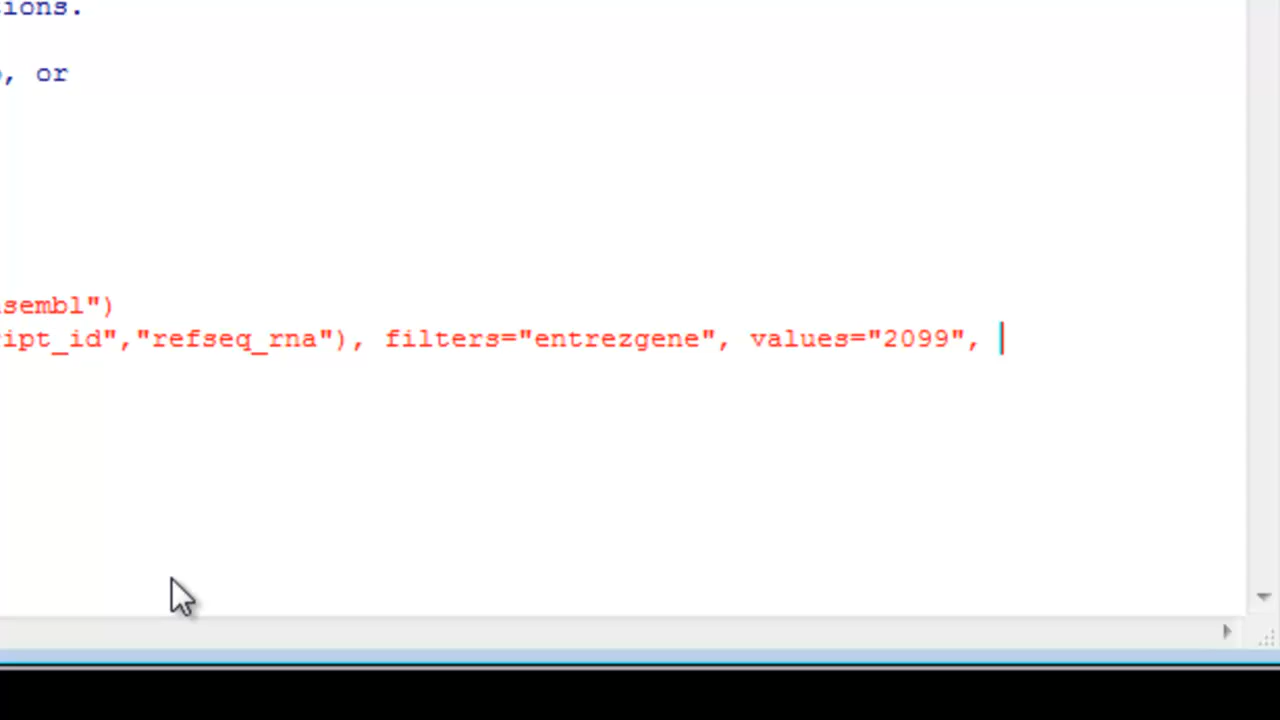 ions.
, or
sembl")
ipt_id","refseq_rna"), filters="entrezgene", values="2099",